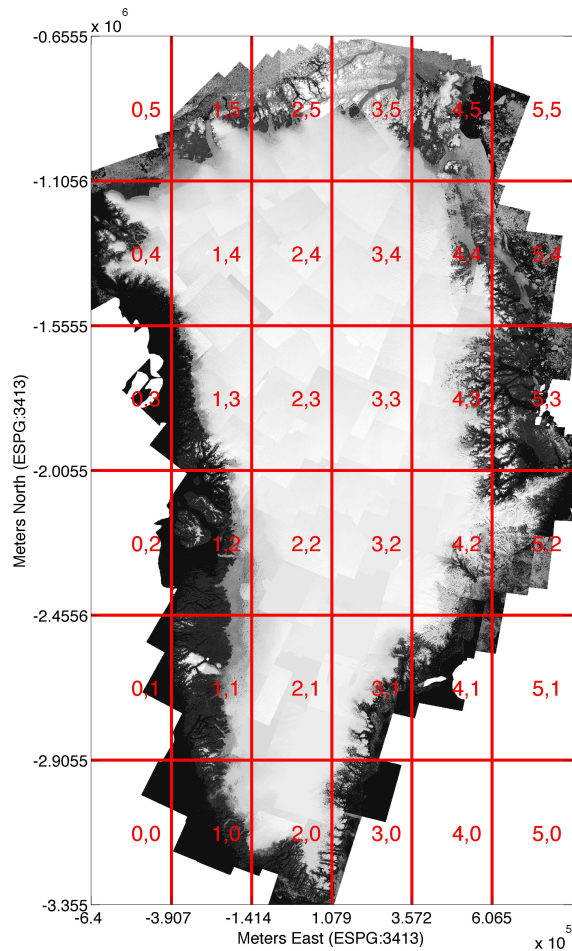 x 10⁶
-0.6555
0,5 1,5 2,5 3,5 4,5 5,5
-1.1056
0,4 1,4 2,4 3,4 4,4 5,4
-1.5555
0,3 1,3 2,3 3,3 4,3 5,3
-2.0055
0,2 1,2 2,2 3,2 4,2 5,2
-2.4556
0,1 1,1 2,1 3,1 4,1 5,1
-2.9055
0,0 1,0 2,0 3,0 4,0 5,0
-3.355
Meters North (ESPG:3413)
-6.4 -3.907 -1.414 1.079 3.572 6.065
Meters East (ESPG:3413)
x 10⁵